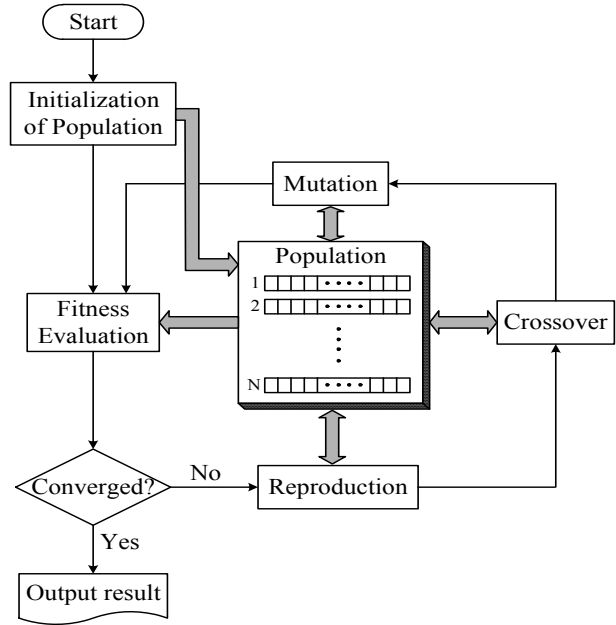 Start
Initialization
of Population
Mutation
Population
1
2
N
Fitness
Evaluation
Crossover
Converged?
No
Reproduction
Yes
Output result